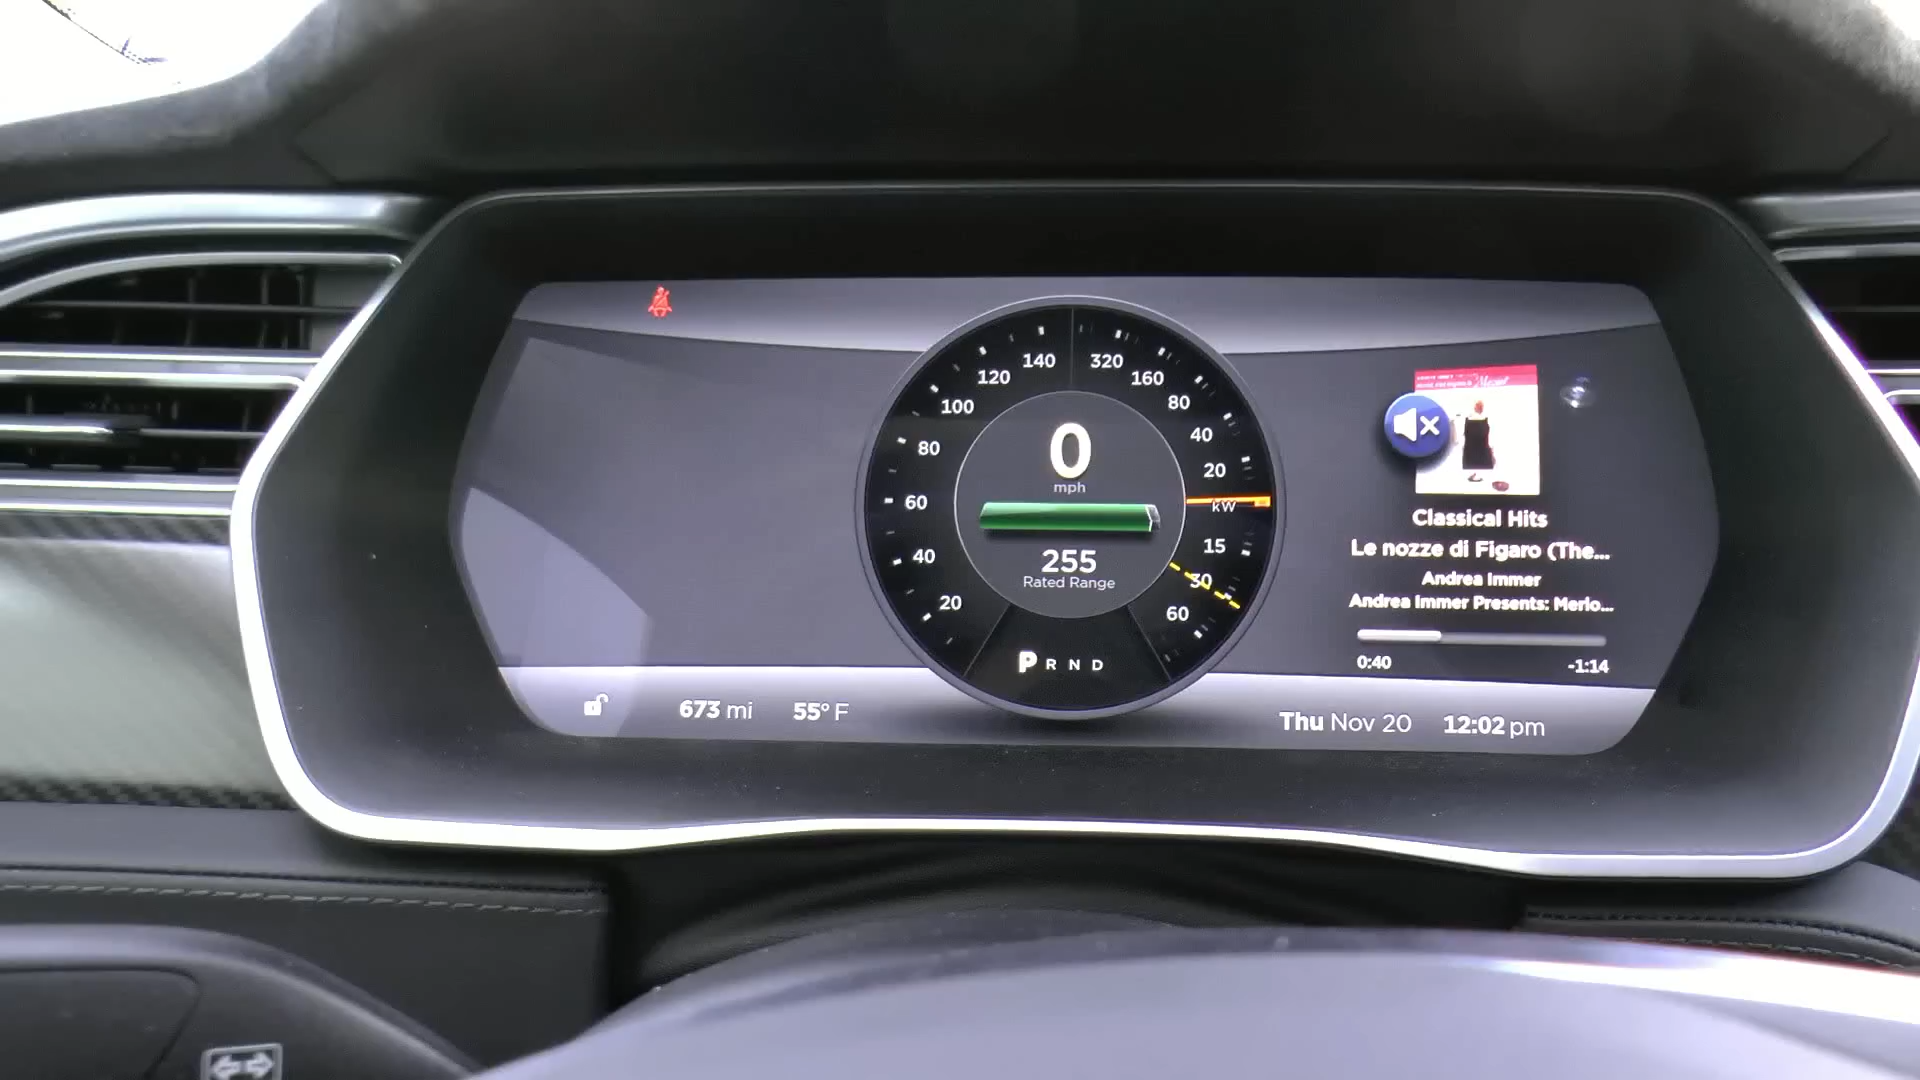 140
320
120
160
100
80
80
40
20
60
kW
40
15
30
20
60
0
mph
255
Rated Range
P R N D
Mozart
Classical Hits
Le nozze di Figaro (The...
Andrea Immer
Andrea Immer Presents: Merlo...
0:40
-1:14
673 mi
55° F
Thu Nov 20
12:02 pm